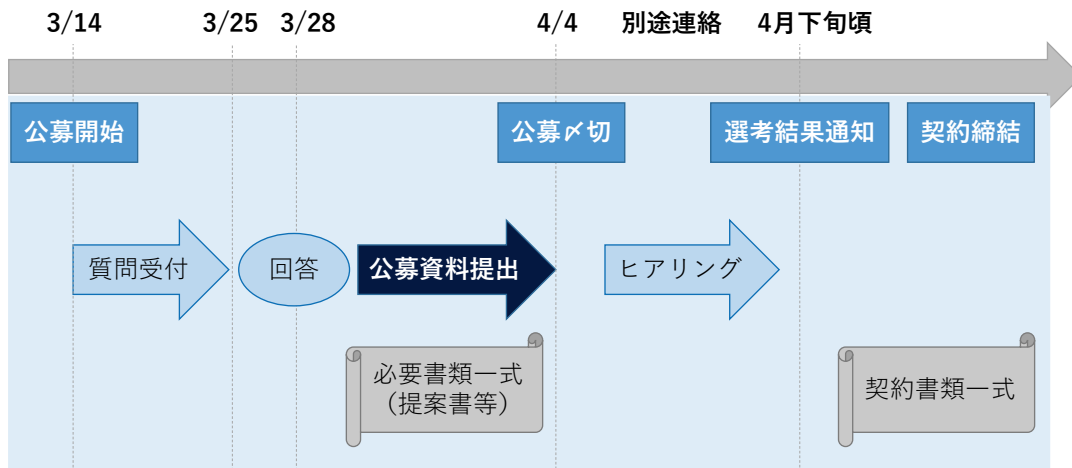 3/14
3/25
3/28
4/4
別途連絡
4月下旬頃
公募開始
公募〆切
選考結果通知
契約締結
質問受付
回答
公募資料提出
ヒアリング
必要書類一式
（提案書等）
契約書類一式